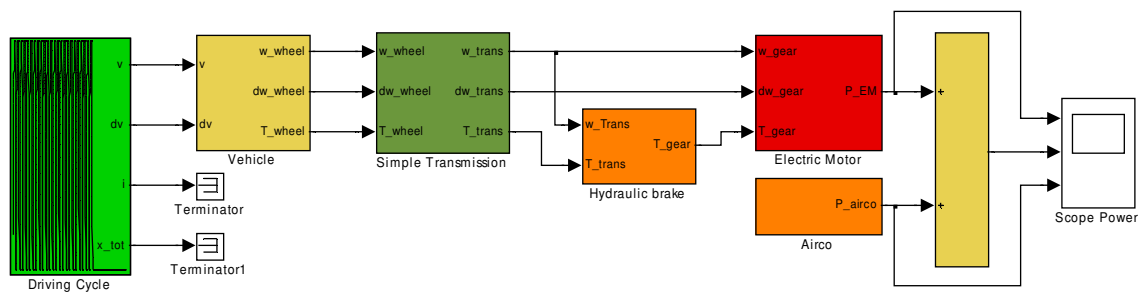 v
dv
i
x_tot
Driving Cycle
v
dv
w_wheel
dw_wheel
T_wheel
Vehicle
Terminator
Terminator1
w_wheel
dw_wheel
T_wheel
w_trans
dw_trans
T_trans
Simple Transmission
w_Trans
T_trans
T_gear
Hydraulic brake
w_gear
dw_gear
T_gear
P_EM
Electric Motor
P_airco
Airco
+
+
Scope Power